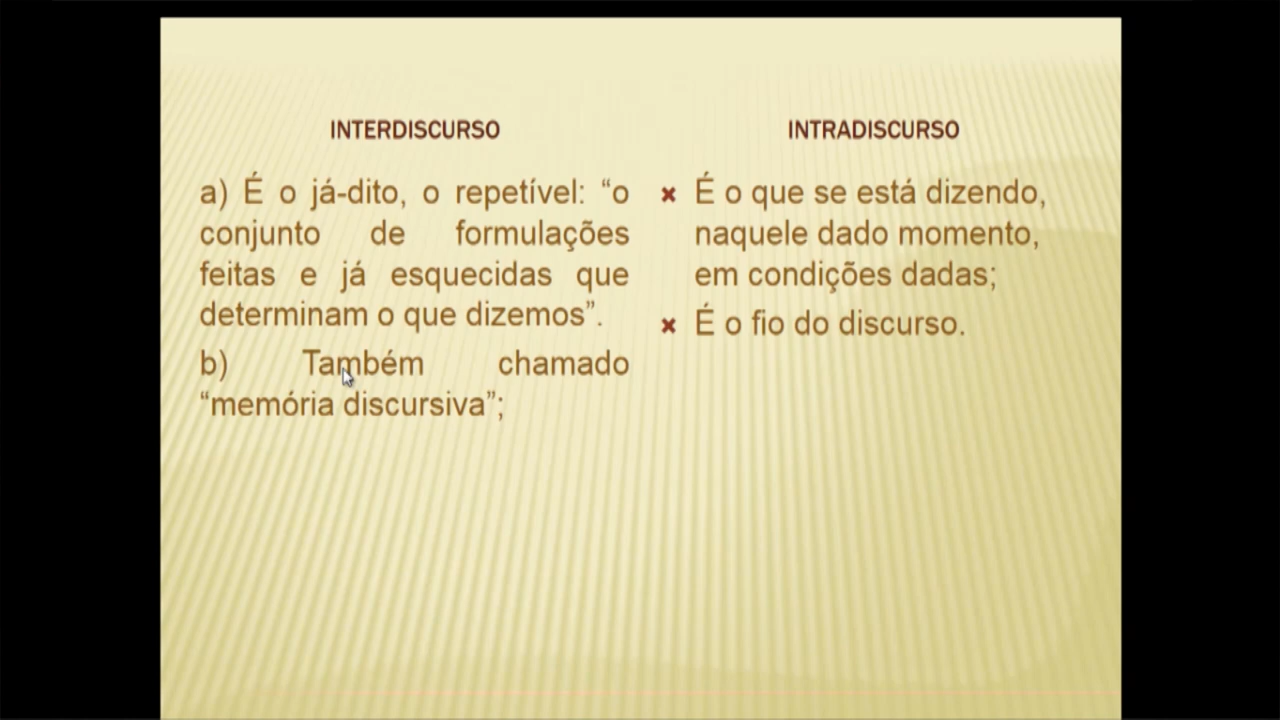 INTERDISCURSO
a) É o já-dito, o repetível: “o
conjunto de formulações
feitas e já esquecidas que
determinam o que dizemos”.
b) Também chamado
“memória discursiva”;
INTRADISCURSO
É o que se está dizendo,
naquele dado momento,
em condições dadas;
É o fio do discurso.